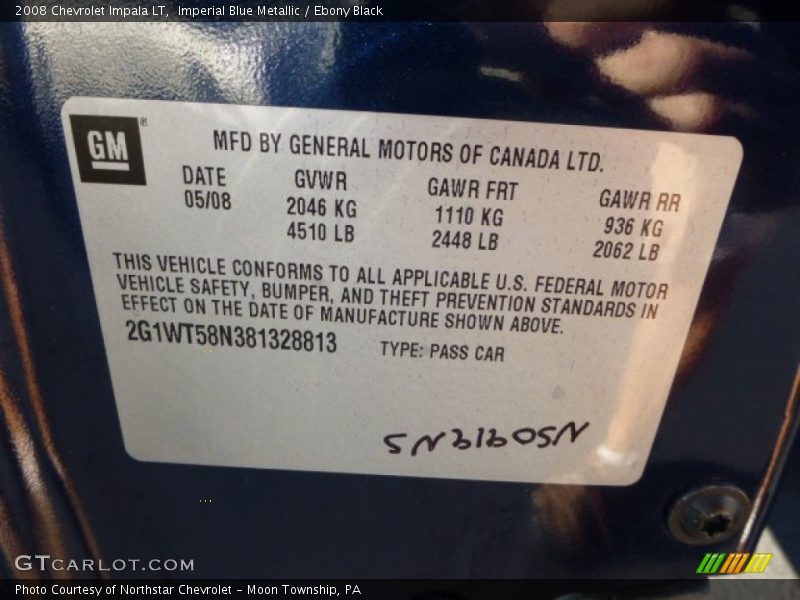 2008 Chevrolet Impala LT, Imperial Blue Metallic / Ebony Black
GM ®
MFD BY GENERAL MOTORS OF CANADA LTD.
DATE GVWR GAWR FRT GAWR RR
05/08 2046 KG 1110 KG 936 KG
4510 LB 2448 LB 2062 LB
THIS VEHICLE CONFORMS TO ALL APPLICABLE U.S. FEDERAL MOTOR
VEHICLE SAFETY, BUMPER, AND THEFT PREVENTION STANDARDS IN
EFFECT ON THE DATE OF MANUFACTURE SHOWN ABOVE.
2G1WT58N381328813 TYPE: PASS CAR
GTCARLOT.COM
Photo Courtesy of Northstar Chevrolet - Moon Township, PA